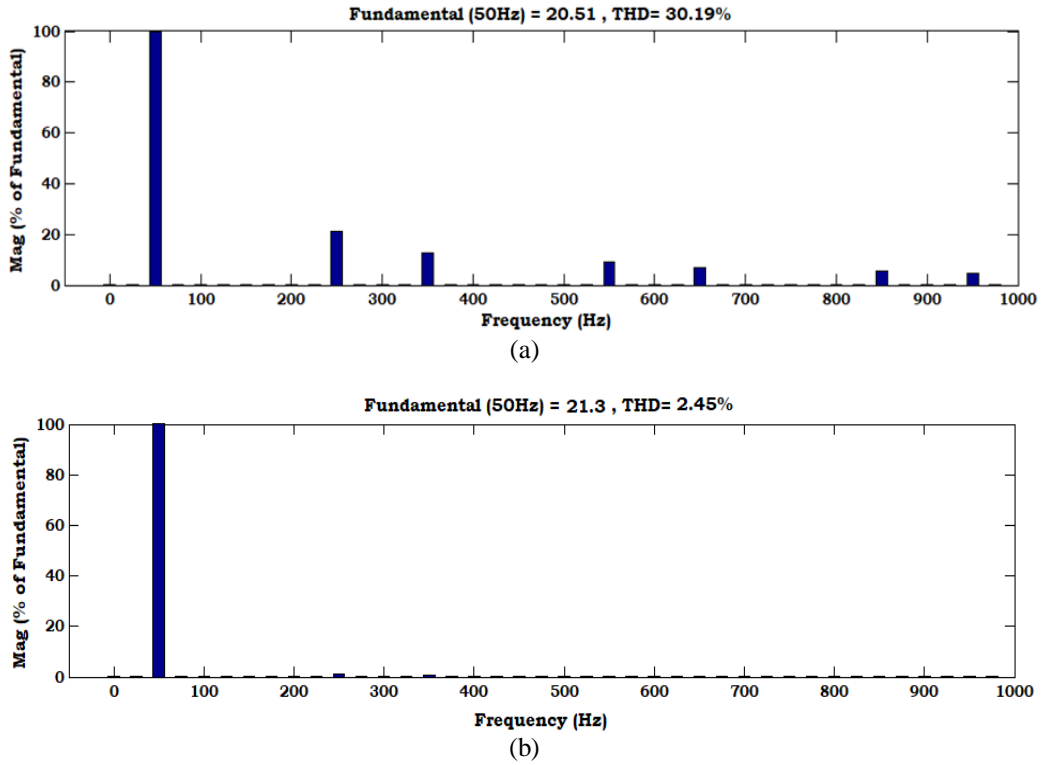 Fundamental (50Hz) = 20.51 , THD= 30.19%
Mag (% of Fundamental)
100
80
60
40
20
0
0 100 200 300 400 500 600 700 800 900 1000
Frequency (Hz)
(a)
Fundamental (50Hz) = 21.3 , THD= 2.45%
Mag (% of Fundamental)
100
80
60
40
20
0
0 100 200 300 400 500 600 700 800 900 1000
Frequency (Hz)
(b)